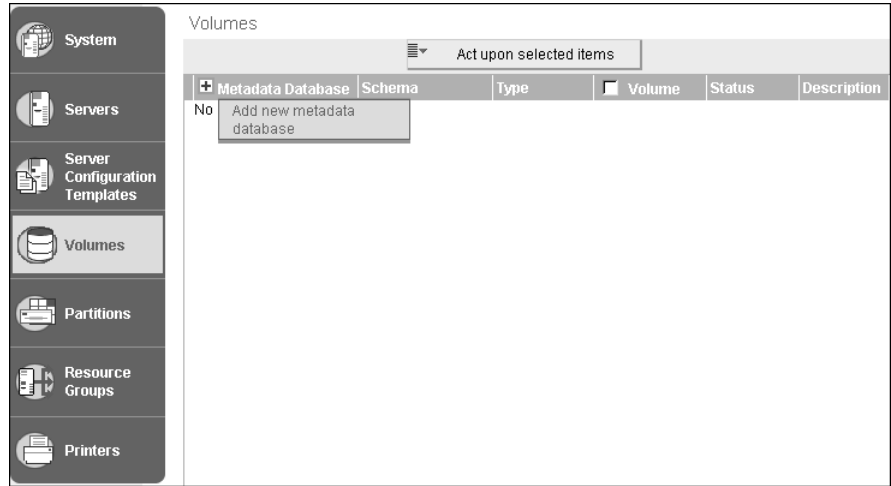 System
Servers
Server
Configuration
Templates
Volumes
Partitions
Resource
Groups
Printers
Volumes
Act upon selected items
Metadata Database Schema Type Volume Status Description
No
Add new metadata
database